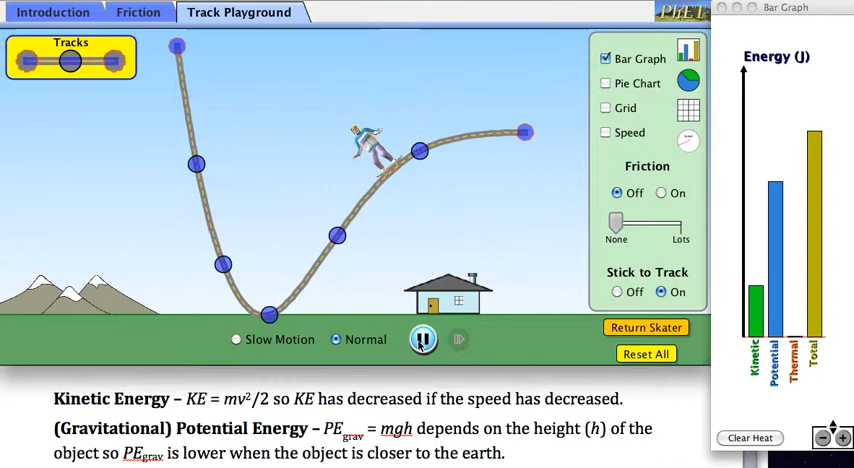 Introduction
Friction
Track Playground
PhET
Bar Graph
Tracks
Bar Graph
Pie Chart
Grid
Speed
Friction
Off
On
None
Lots
Stick to Track
Off
On
Return Skater
Reset All
Slow Motion
Normal
Energy (J)
Kinetic
Potential
Thermal
Total
Clear Heat
Kinetic Energy – KE = mv²/2 so KE has decreased if the speed has decreased.
(Gravitational) Potential Energy – PEgrav = mgh depends on the height (h) of the
object so PEgrav is lower when the object is closer to the earth.